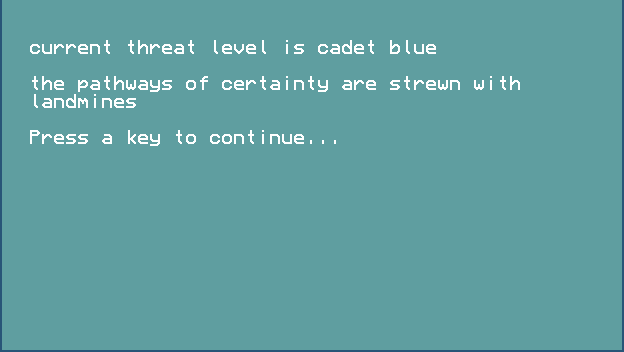 current threat level is cadet blue
the pathways of certainty are strewn with
landmines
Press a key to continue...